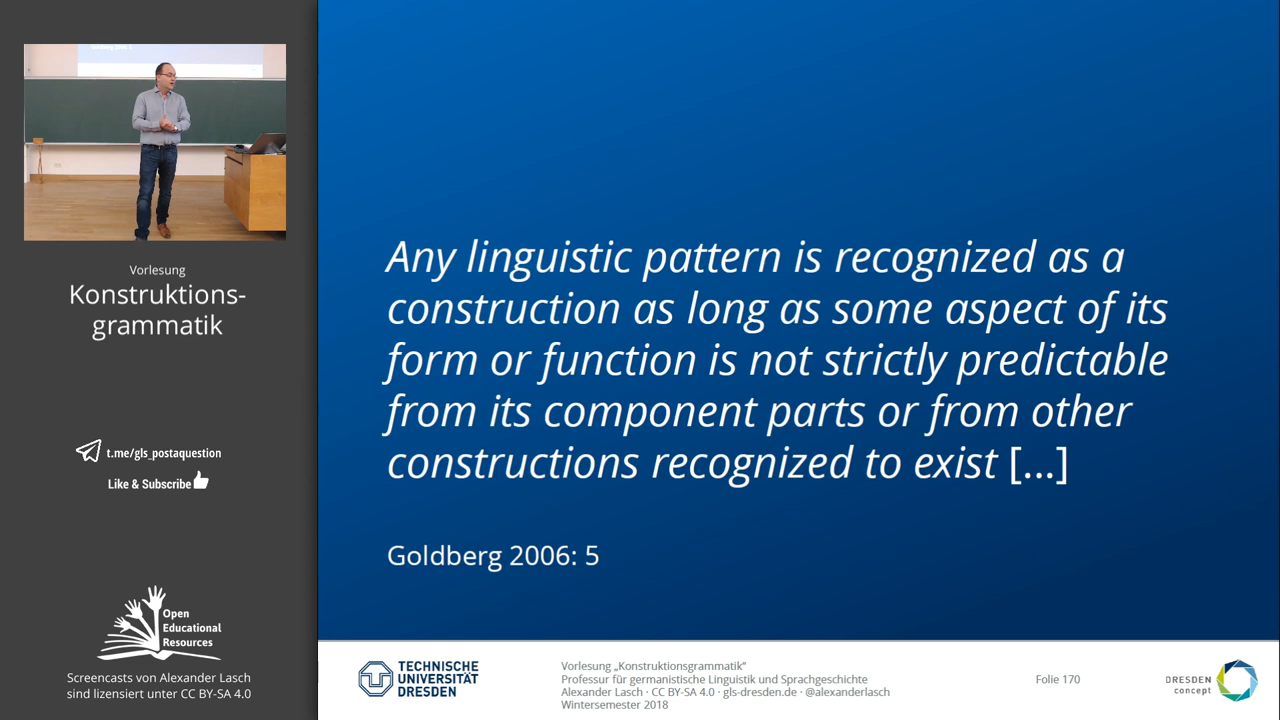 Vorlesung
Konstruktions-
grammatik
t.me/gls_postaquestion
Like & Subscribe
Open
Educational
Resources
Screencasts von Alexander Lasch
sind lizensiert unter CC BY-SA 4.0
Any linguistic pattern is recognized as a
construction as long as some aspect of its
form or function is not strictly predictable
from its component parts or from other
constructions recognized to exist [...]
Goldberg 2006: 5
TECHNISCHE
UNIVERSITÄT
DRESDEN
Vorlesung „Konstruktionsgrammatik“
Professur für germanistische Linguistik und Sprachgeschichte
Alexander Lasch · CC BY-SA 4.0 · gls-dresden.de · @alexanderlasch
Wintersemester 2018
Folie 170
DRESDEN
concept